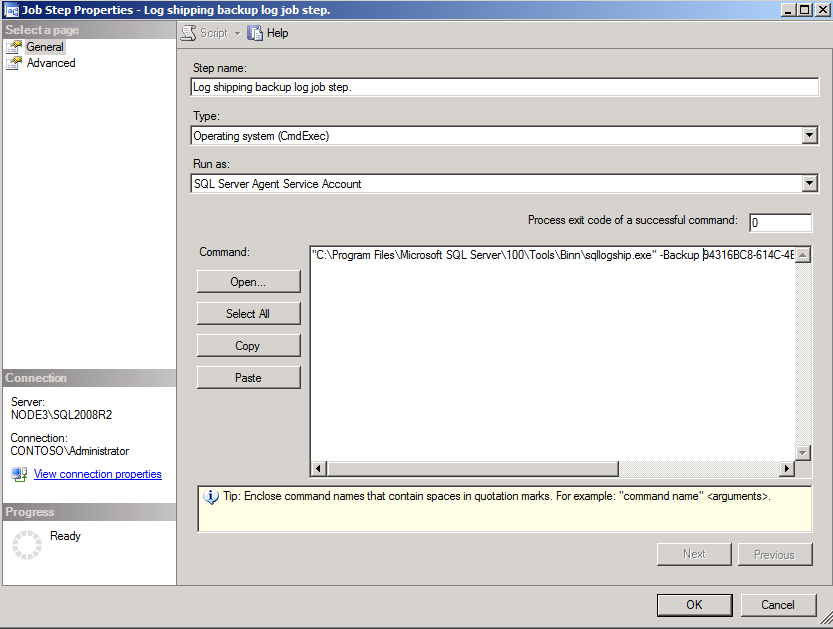 Job Step Properties - Log shipping backup log job step.
Select a page
General
Advanced
Script
Help
Step name:
Log shipping backup log job step.
Type:
Operating system (CmdExec)
Run as:
SQL Server Agent Service Account
Process exit code of a successful command:
0
Command:
"C:\Program Files\Microsoft SQL Server\100\Tools\Binn\sqllogship.exe" -Backup 94316BC8-614C-4E
Open...
Select All
Copy
Paste
Connection
Server:
NODE3\SQL2008R2
Connection:
CONTOSO\Administrator
View connection properties
Progress
Ready
Tip: Enclose command names that contain spaces in quotation marks. For example: "command name" <arguments>.
Next
Previous
OK
Cancel